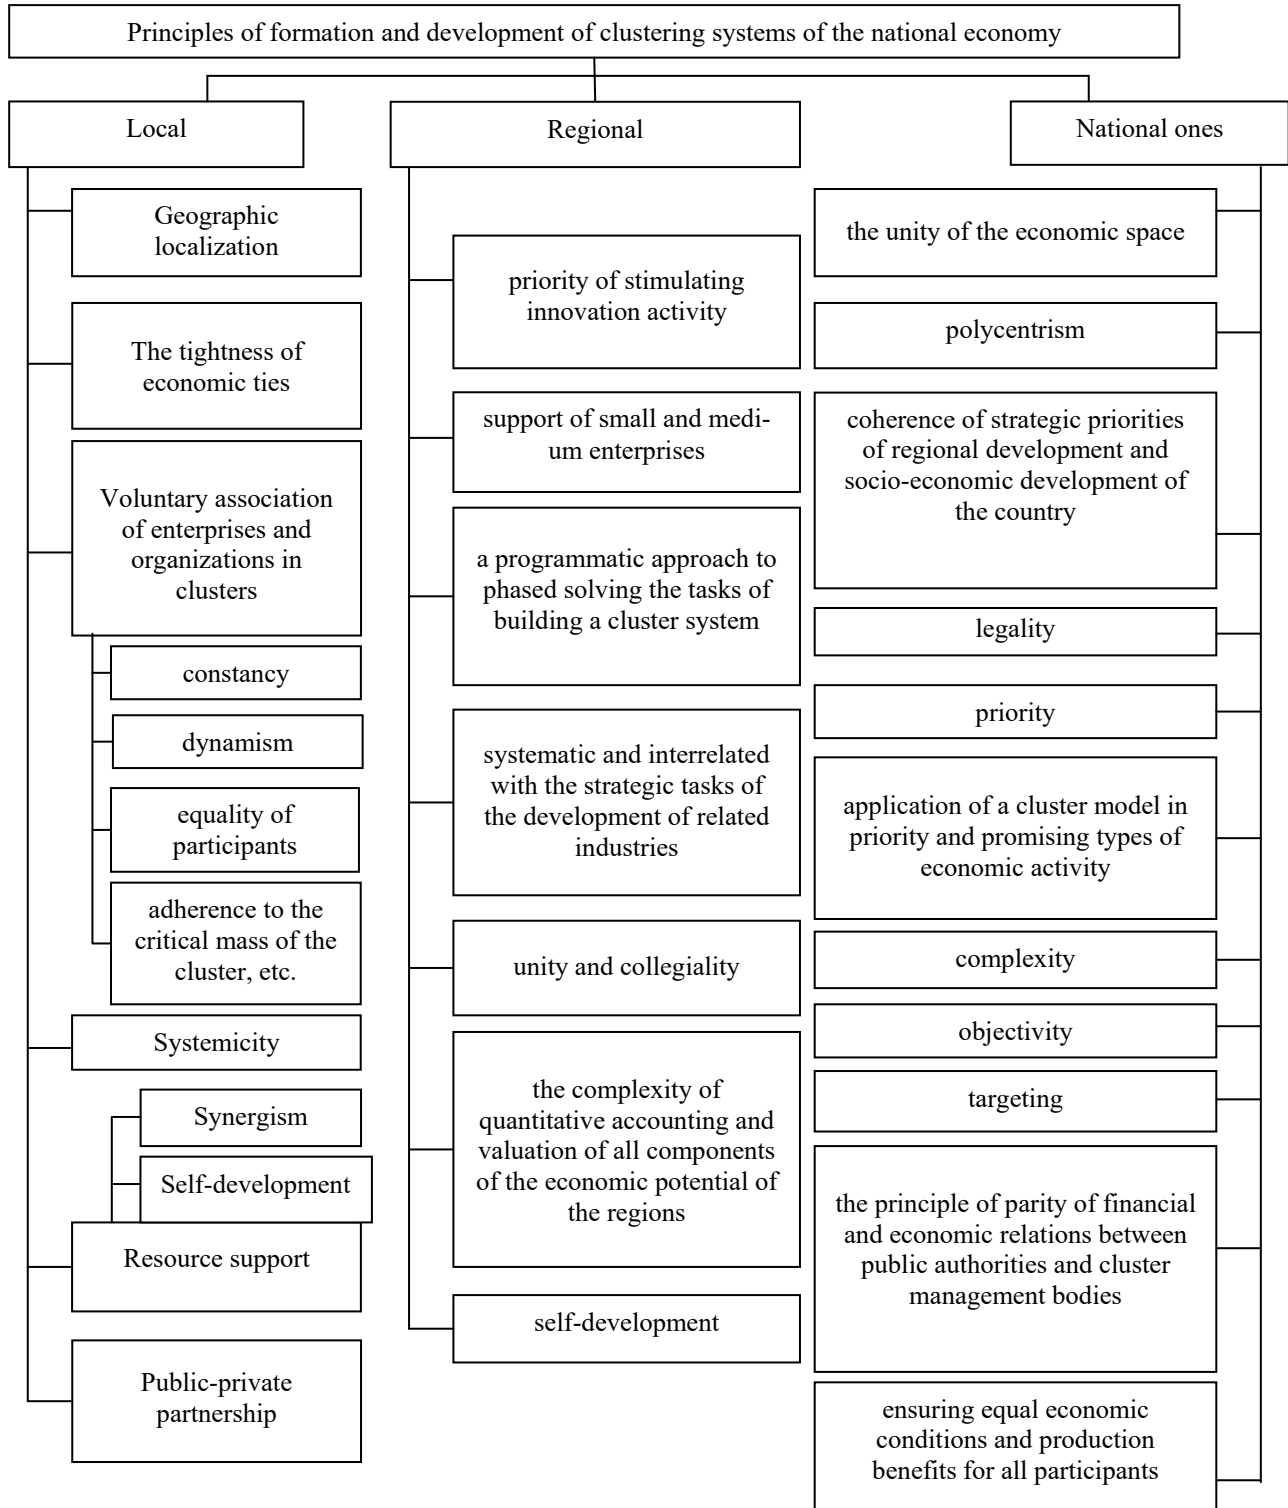 Principles of formation and development of clustering systems of the national economy
Local
Geographic
localization
The tightness of
economic ties
Voluntary association
of enterprises and
organizations in
clusters
constancy
dynamism
equality of
participants
adherence to the
critical mass of the
cluster, etc.
Systemicity
Synergism
Self-development
Resource support
Public-private
partnership
Regional
priority of stimulating
innovation activity
support of small and medi-
um enterprises
a programmatic approach to
phased solving the tasks of
building a cluster system
systematic and interrelated
with the strategic tasks of
the development of related
industries
unity and collegiality
the complexity of
quantitative accounting and
valuation of all components
of the economic potential of
the regions
self-development
National ones
the unity of the economic space
polycentrism
coherence of strategic priorities
of regional development and
socio-economic development of
the country
legality
priority
application of a cluster model in
priority and promising types of
economic activity
complexity
objectivity
targeting
the principle of parity of financial
and economic relations between
public authorities and cluster
management bodies
ensuring equal economic
conditions and production
benefits for all participants